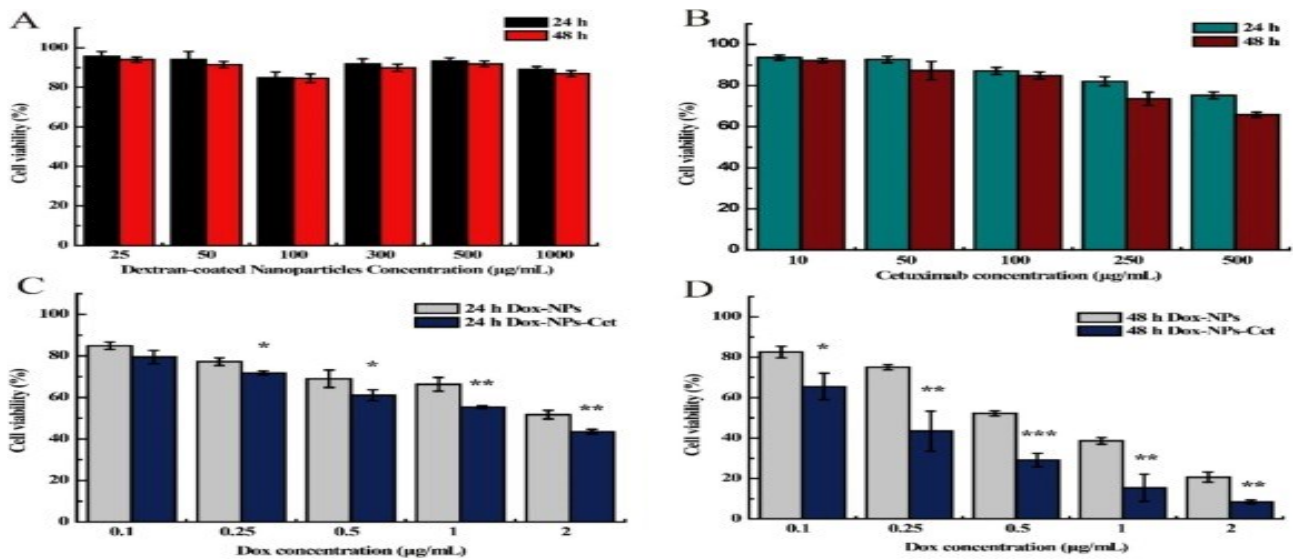 A
24 h
48 h
Cell viability (%)
100
80
60
40
20
0
25 50 100 300 500 1000
Dextran-coated Nanoparticles Concentration (µg/mL)
B
24 h
48 h
Cell viability (%)
100
80
60
40
20
0
10 50 100 250 500
Cetuximab concentration (µg/mL)
C
24 h Dox-NPs
24 h Dox-NPs-Cet
Cell viability (%)
100
80
60
40
20
0
* * ** **
0.1 0.25 0.5 1 2
Dox concentration (µg/mL)
D
48 h Dox-NPs
48 h Dox-NPs-Cet
Cell viability (%)
100
80
60
40
20
0
* ** *** ** **
0.1 0.25 0.5 1 2
Dox concentration (µg/mL)